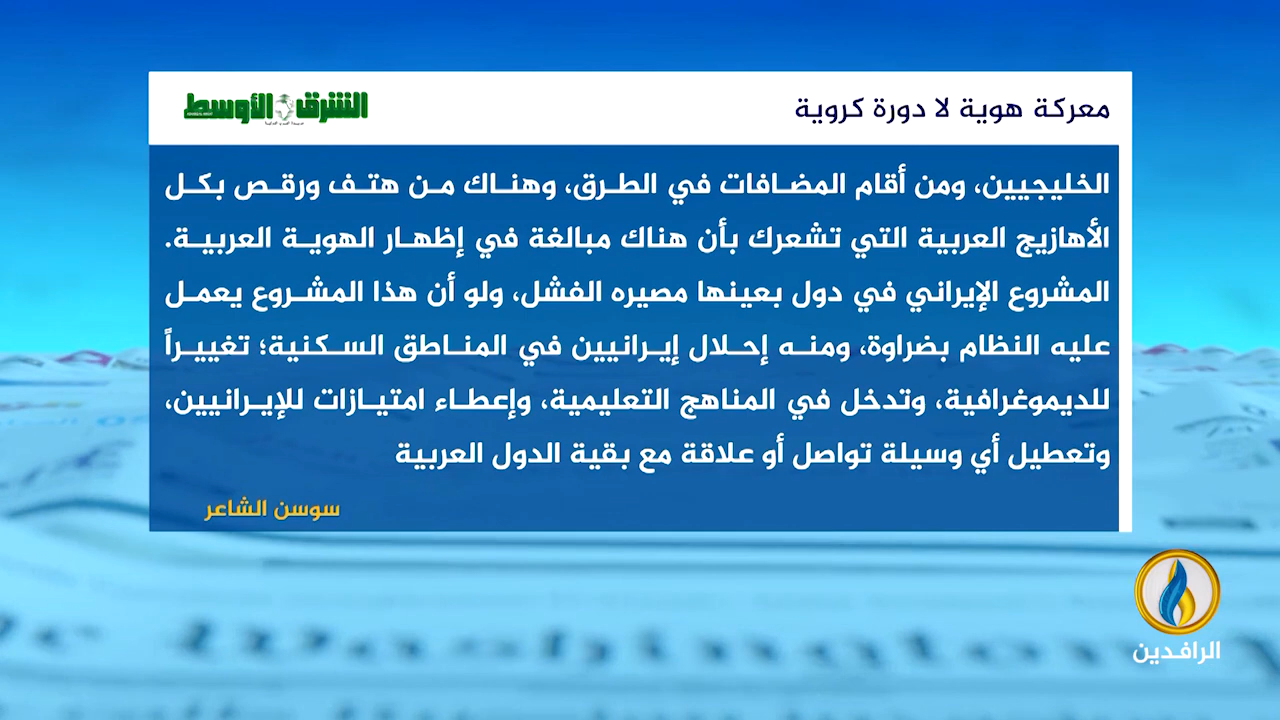 معركة هوية لا دورة كروية
الشرق الأوسط
الخليجيين، ومن أقام المضافات في الطرق، وهناك من هتف ورقص بكل
الأهازيج العربية التي تشعرك بأن هناك مبالغة في إظهار الهوية العربية.
المشروع الإيراني في دول بعينها مصيره الفشل، ولو أن هذا المشروع يعمل
عليه النظام بضراوة، ومنه إحلال إيرانيين في المناطق السكنية؛ تغييراً
للديموغرافية، وتدخل في المناهج التعليمية، وإعطاء امتيازات للإيرانيين،
وتعطيل أي وسيلة تواصل أو علاقة مع بقية الدول العربية
سوسن الشاعر
الرافدين